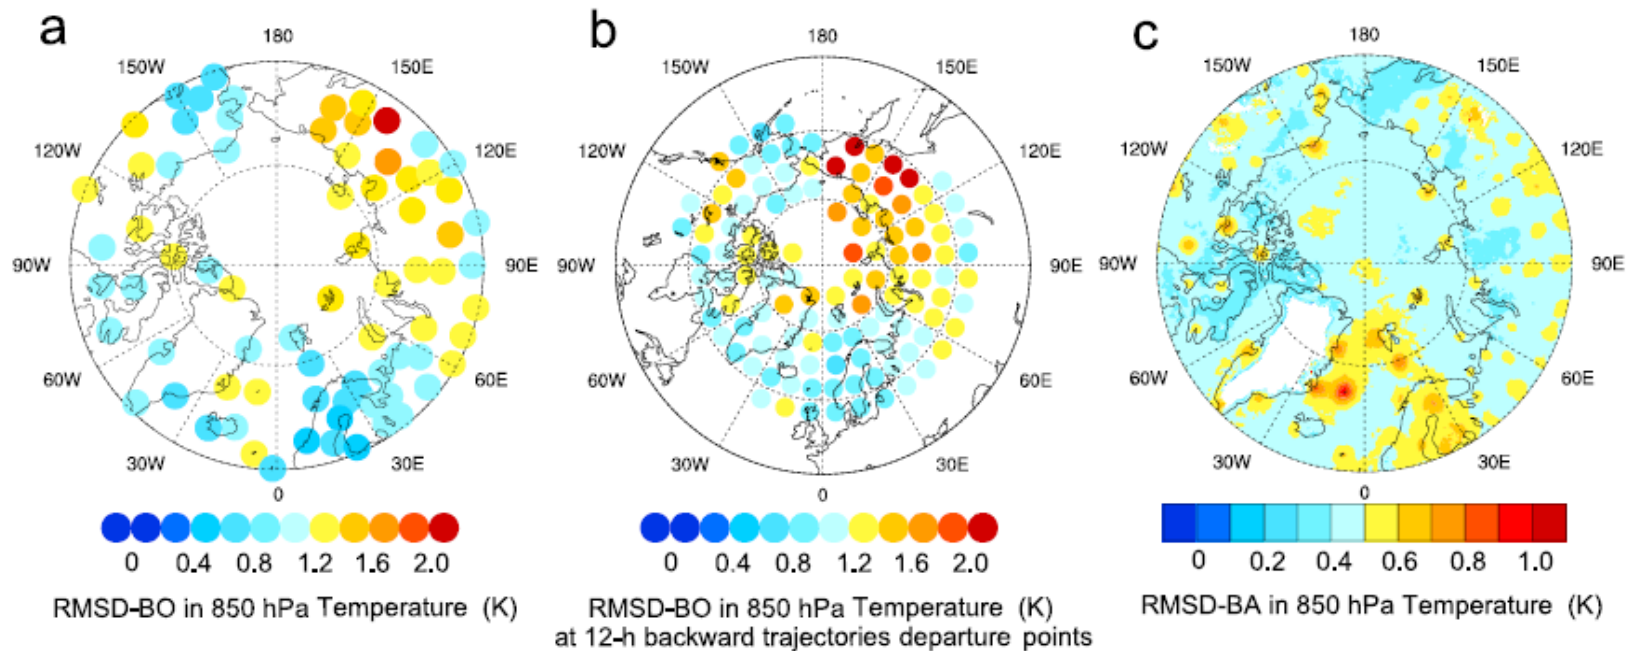 a
180
150W
150E
120W
120E
90W
90E
60W
60E
30W
30E
0
0 0.4 0.8 1.2 1.6 2.0
RMSD-BO in 850 hPa Temperature (K)
b
180
150W
150E
120W
120E
90W
90E
60W
60E
30W
30E
0
0 0.4 0.8 1.2 1.6 2.0
RMSD-BO in 850 hPa Temperature (K)
at 12-h backward trajectories departure points
c
180
150W
150E
120W
120E
90W
90E
60W
60E
30W
30E
0
0 0.2 0.4 0.6 0.8 1.0
RMSD-BA in 850 hPa Temperature (K)